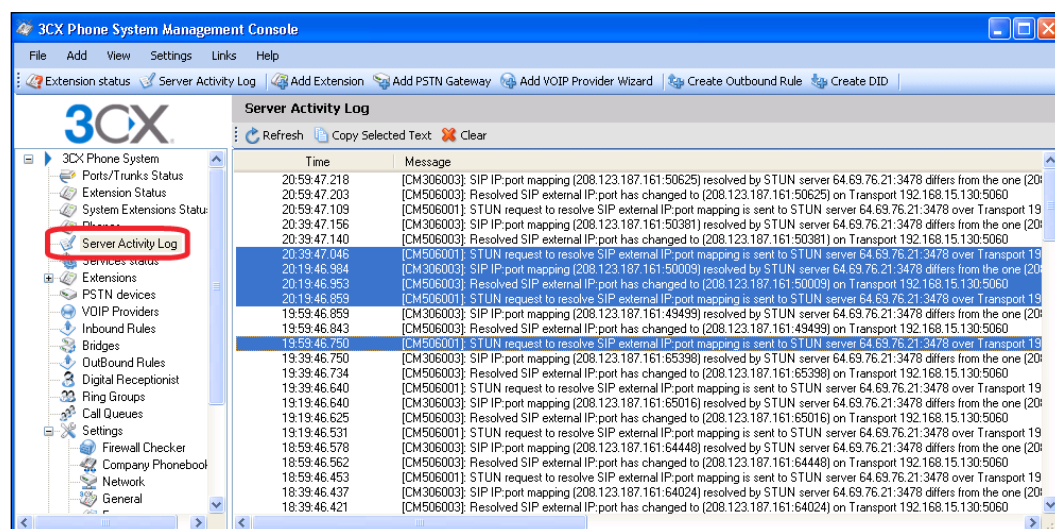 3CX Phone System Management Console
File Add View Settings Links Help
Extension status Server Activity Log Add Extension Add PSTN Gateway Add VOIP Provider Wizard Create Outbound Rule Create DID
3CX
Server Activity Log
Refresh Copy Selected Text Clear
3CX Phone System
Ports/Trunks Status
Extension Status
System Extensions Statu
Phones
Server Activity Log
Services status
Extensions
PSTN devices
VOIP Providers
Inbound Rules
Bridges
OutBound Rules
Digital Receptionist
Ring Groups
Call Queues
Settings
Firewall Checker
Company Phonebook
Network
General
Time Message
20:59:47.218 [CM306003]: SIP IP:port mapping (208.123.187.161:50625) resolved by STUN server 64.69.76.21:3478 differs from the one (208
20:59:47.203 [CM506003]: Resolved SIP external IP:port has changed to (208.123.187.161:50625) on Transport 192.168.15.130:5060
20:59:47.109 [CM506001]: STUN request to resolve SIP external IP:port mapping is sent to STUN server 64.69.76.21:3478 over Transport 19
20:39:47.156 [CM306003]: SIP IP:port mapping (208.123.187.161:50381) resolved by STUN server 64.69.76.21:3478 differs from the one (208
20:39:47.140 [CM506003]: Resolved SIP external IP:port has changed to (208.123.187.161:50381) on Transport 192.168.15.130:5060
20:39:47.046 [CM506001]: STUN request to resolve SIP external IP:port mapping is sent to STUN server 64.69.76.21:3478 over Transport 19
20:19:46.984 [CM306003]: SIP IP:port mapping (208.123.187.161:50009) resolved by STUN server 64.69.76.21:3478 differs from the one (208
20:19:46.953 [CM506003]: Resolved SIP external IP:port has changed to (208.123.187.161:50009) on Transport 192.168.15.130:5060
20:19:46.859 [CM506001]: STUN request to resolve SIP external IP:port mapping is sent to STUN server 64.69.76.21:3478 over Transport 19
19:59:46.859 [CM306003]: SIP IP:port mapping (208.123.187.161:49499) resolved by STUN server 64.69.76.21:3478 differs from the one (208
19:59:46.843 [CM506003]: Resolved SIP external IP:port has changed to (208.123.187.161:49499) on Transport 192.168.15.130:5060
19:59:46.750 [CM506001]: STUN request to resolve SIP external IP:port mapping is sent to STUN server 64.69.76.21:3478 over Transport 19
19:39:46.750 [CM306003]: SIP IP:port mapping (208.123.187.161:65398) resolved by STUN server 64.69.76.21:3478 differs from the one (208
19:39:46.734 [CM506003]: Resolved SIP external IP:port has changed to (208.123.187.161:65398) on Transport 192.168.15.130:5060
19:39:46.640 [CM506001]: STUN request to resolve SIP external IP:port mapping is sent to STUN server 64.69.76.21:3478 over Transport 19
19:19:46.640 [CM306003]: SIP IP:port mapping (208.123.187.161:65016) resolved by STUN server 64.69.76.21:3478 differs from the one (208
19:19:46.625 [CM506003]: Resolved SIP external IP:port has changed to (208.123.187.161:65016) on Transport 192.168.15.130:5060
19:19:46.531 [CM506001]: STUN request to resolve SIP external IP:port mapping is sent to STUN server 64.69.76.21:3478 over Transport 19
18:59:46.578 [CM306003]: SIP IP:port mapping (208.123.187.161:64448) resolved by STUN server 64.69.76.21:3478 differs from the one (208
18:59:46.562 [CM506003]: Resolved SIP external IP:port has changed to (208.123.187.161:64448) on Transport 192.168.15.130:5060
18:59:46.453 [CM506001]: STUN request to resolve SIP external IP:port mapping is sent to STUN server 64.69.76.21:3478 over Transport 19
18:39:46.437 [CM306003]: SIP IP:port mapping (208.123.187.161:64024) resolved by STUN server 64.69.76.21:3478 differs from the one (208
18:39:46.421 [CM506003]: Resolved SIP external IP:port has changed to (208.123.187.161:64024) on Transport 192.168.15.130:5060